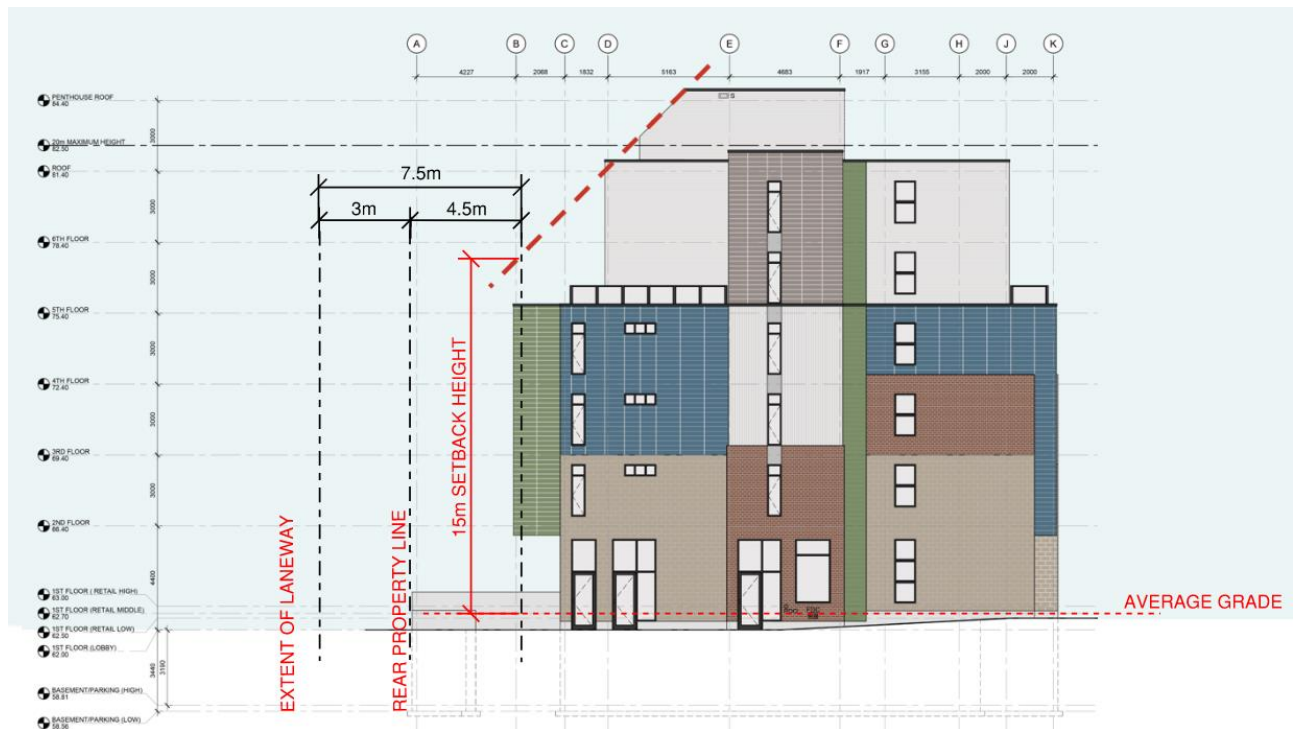 A B C D E F G H J K
4227 2068 1832 5163 4683 1917 3155 2000 2000
PENTHOUSE ROOF
84.40
S
3000
20m MAXIMUM HEIGHT
82.50
ROOF
81.40
7.5m
3m 4.5m
3000
6TH FLOOR
78.40
3000
5TH FLOOR
75.40
3000
4TH FLOOR
72.40
3000
3RD FLOOR
69.40
3000
2ND FLOOR
66.40
15m SETBACK HEIGHT
EXTENT OF LANEWAY
REAR PROPERTY LINE
4400
1ST FLOOR ( RETAIL HIGH)
63.00
1ST FLOOR (RETAIL MIDDLE)
62.70
AVERAGE GRADE
FDC
1ST FLOOR (RETAIL LOW)
62.50
1ST FLOOR (LOBBY)
62.00
3440
3190
BASEMENT/PARKING (HIGH)
58.81
BASEMENT/PARKING (LOW)
58.56